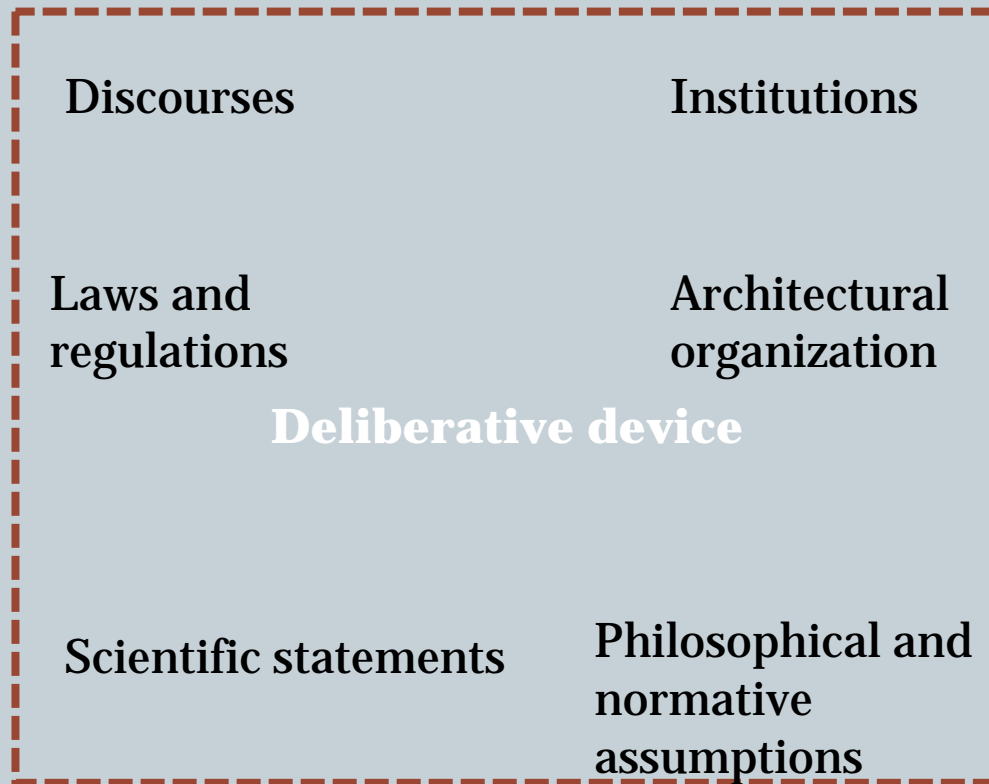 Discourses
Institutions
Laws and
regulations
Architectural
organization
Deliberative device
Scientific statements
Philosophical and
normative
assumptions